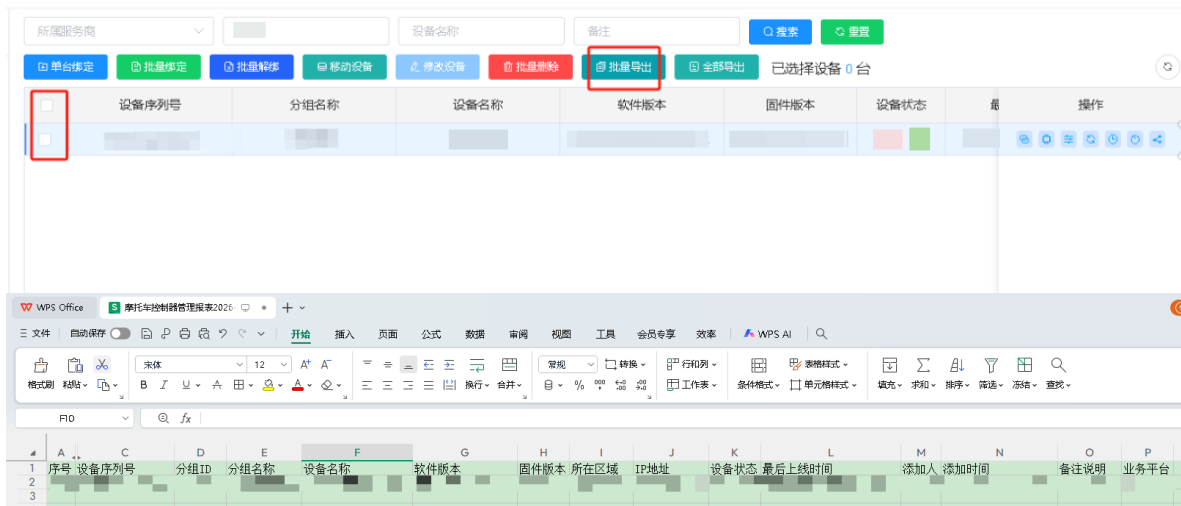 所属服务商 设备名称 备注 搜索 重置
单台绑定 批量绑定 批量解绑 移动设备 修改设备 批量删除 批量导出 全部导出 已选择设备 0 台
设备序列号 分组名称 设备名称 软件版本 固件版本 设备状态 操作
WPS Office 摩托车控制器管理报表2026
文件 自动保存 开始 插入 页面 公式 数据 审阅 视图 工具 会员专享 效率 WPS AI
宋体 12 A+ A- 常规 转换 行和列 表格样式
格式刷 粘贴 B I U A 换行 合并 工作表 条件格式 单元格样式 填充 求和 排序 筛选 冻结 查找
F10 fx
A C D E F G H I J K L M N O P
1 序号 设备序列号 分组ID 分组名称 设备名称 软件版本 固件版本 所在区域 IP地址 设备状态 最后上线时间 添加人 添加时间 备注说明 业务平台
2
3